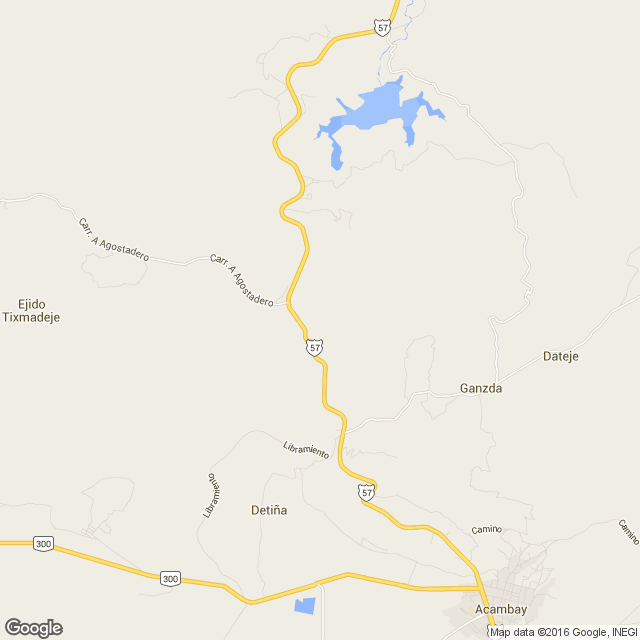 57
Carr. A Agostadero
Carr. A Agostadero
Ejido
Tixmadeje
57
Dateje
Ganzda
Libramiento
Libramiento
57
Detiña
Camino
Camino
300
300
Acambay
Google
Map data ©2016 Google, INEGI